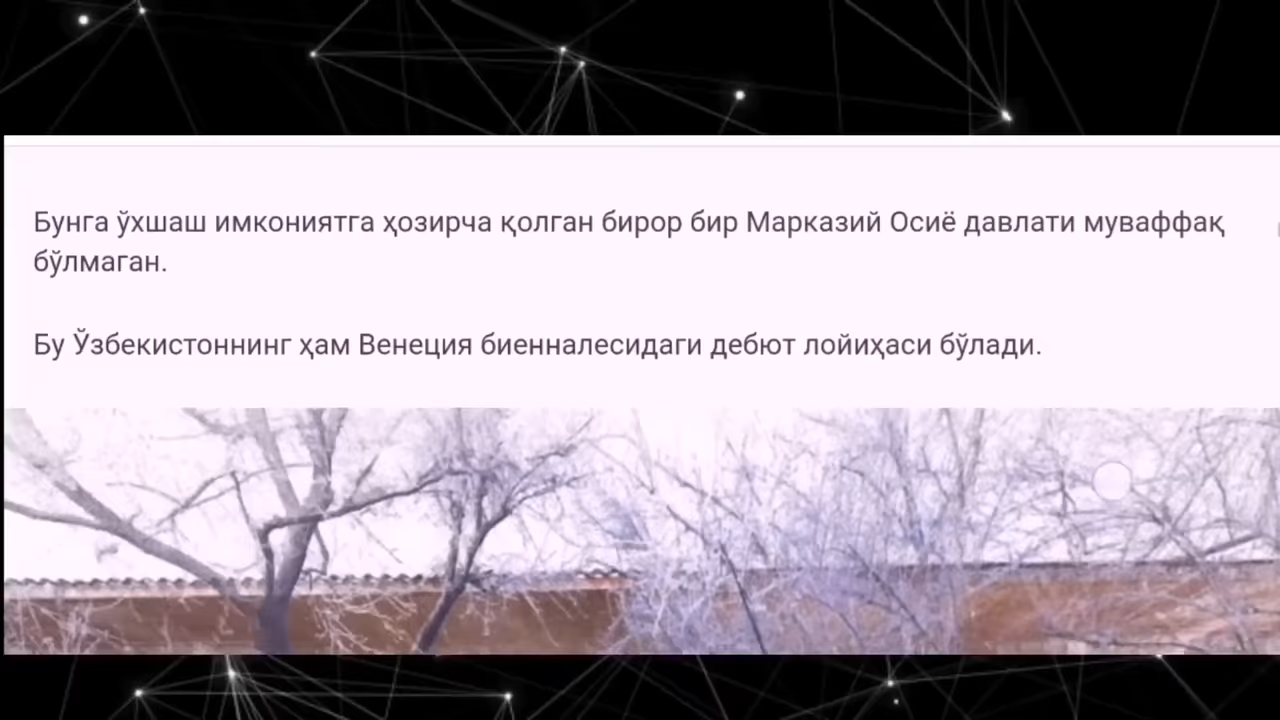 Бунга ўхшаш имкониятга ҳозирча қолган бирор бир Марказий Осиё давлати муваффақ
бўлмаган.
Бу Ўзбекистоннинг ҳам Венеция биенналесидаги дебют лойиҳаси бўлади.